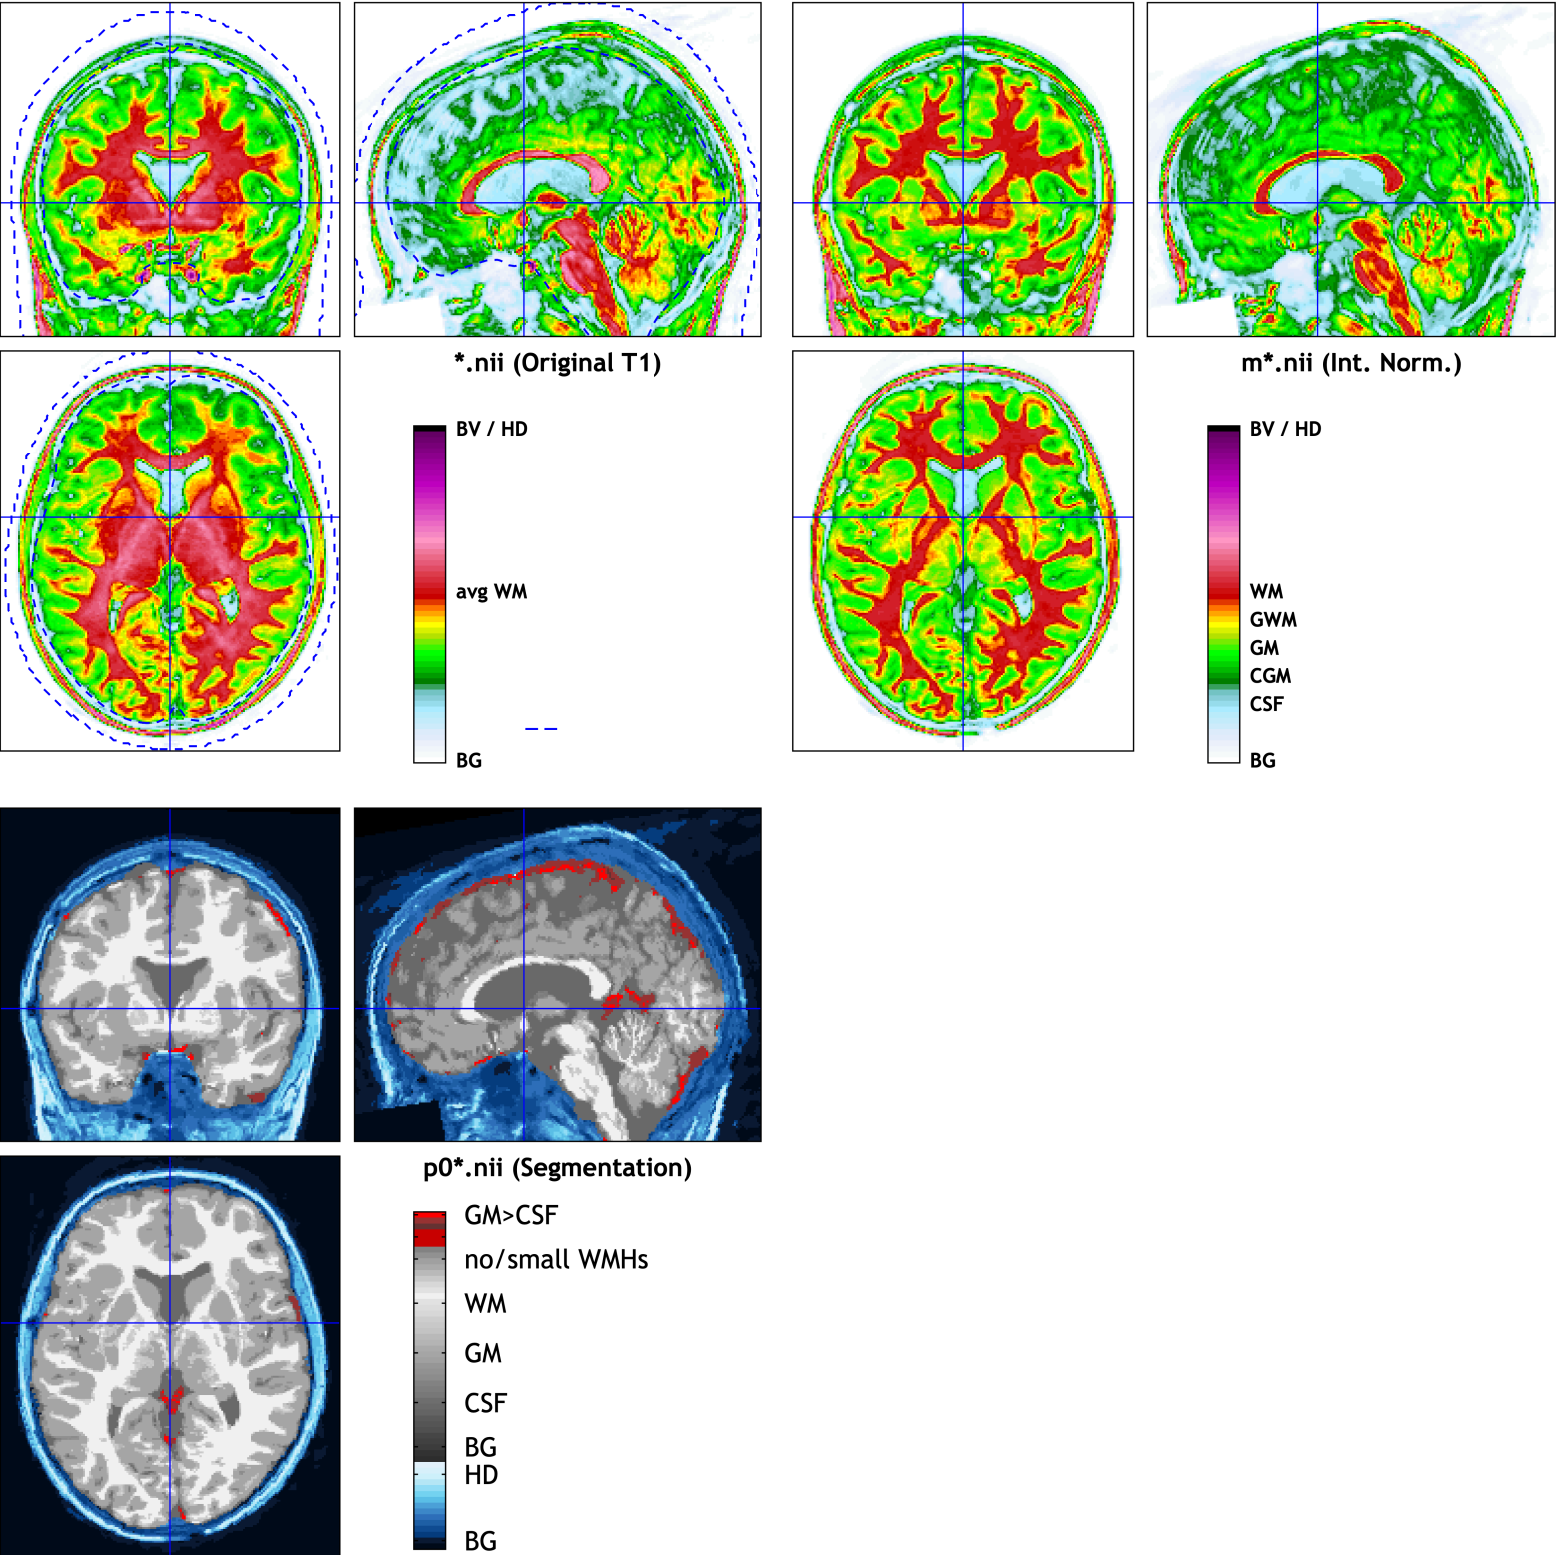 *.nii (Original T1)
BV / HD
avg WM
BG
m*.nii (Int. Norm.)
BV / HD
WM
GWM
GM
CGM
CSF
BG
p0*.nii (Segmentation)
GM>CSF
no/small WMHs
WM
GM
CSF
BG
HD
BG